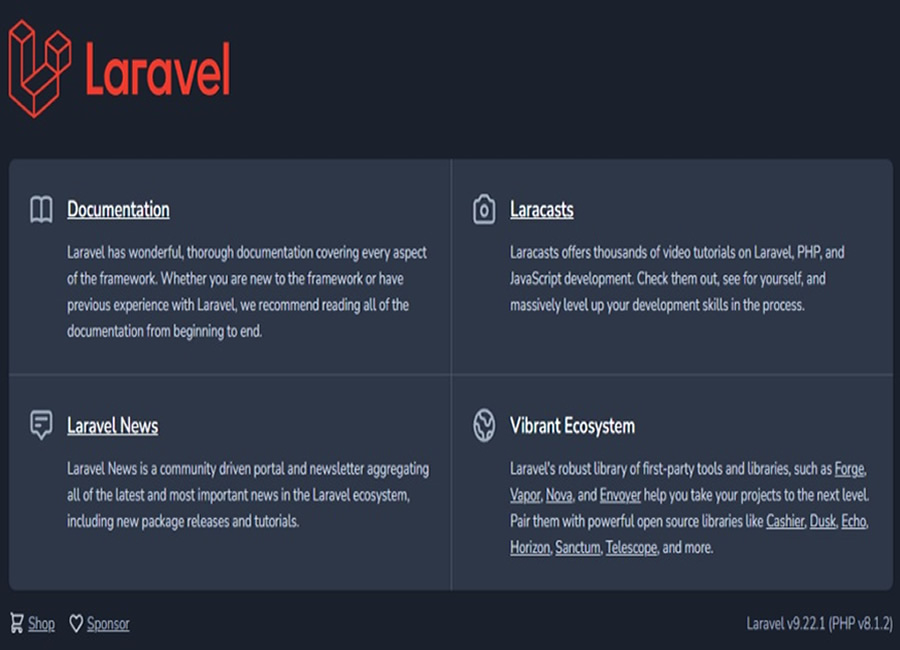 Laravel
Documentation
Laravel has wonderful, thorough documentation covering every aspect
of the framework. Whether you are new to the framework or have
previous experience with Laravel, we recommend reading all of the
documentation from beginning to end.
Laracasts
Laracasts offers thousands of video tutorials on Laravel, PHP, and
JavaScript development. Check them out, see for yourself, and
massively level up your development skills in the process.
Laravel News
Laravel News is a community driven portal and newsletter aggregating
all of the latest and most important news in the Laravel ecosystem,
including new package releases and tutorials.
Vibrant Ecosystem
Laravel's robust library of first-party tools and libraries, such as Forge,
Vapor, Nova, and Envoyer help you take your projects to the next level.
Pair them with powerful open source libraries like Cashier, Dusk, Echo,
Horizon, Sanctum, Telescope, and more.
Shop
Sponsor
Laravel v9.22.1 (PHP v8.1.2)